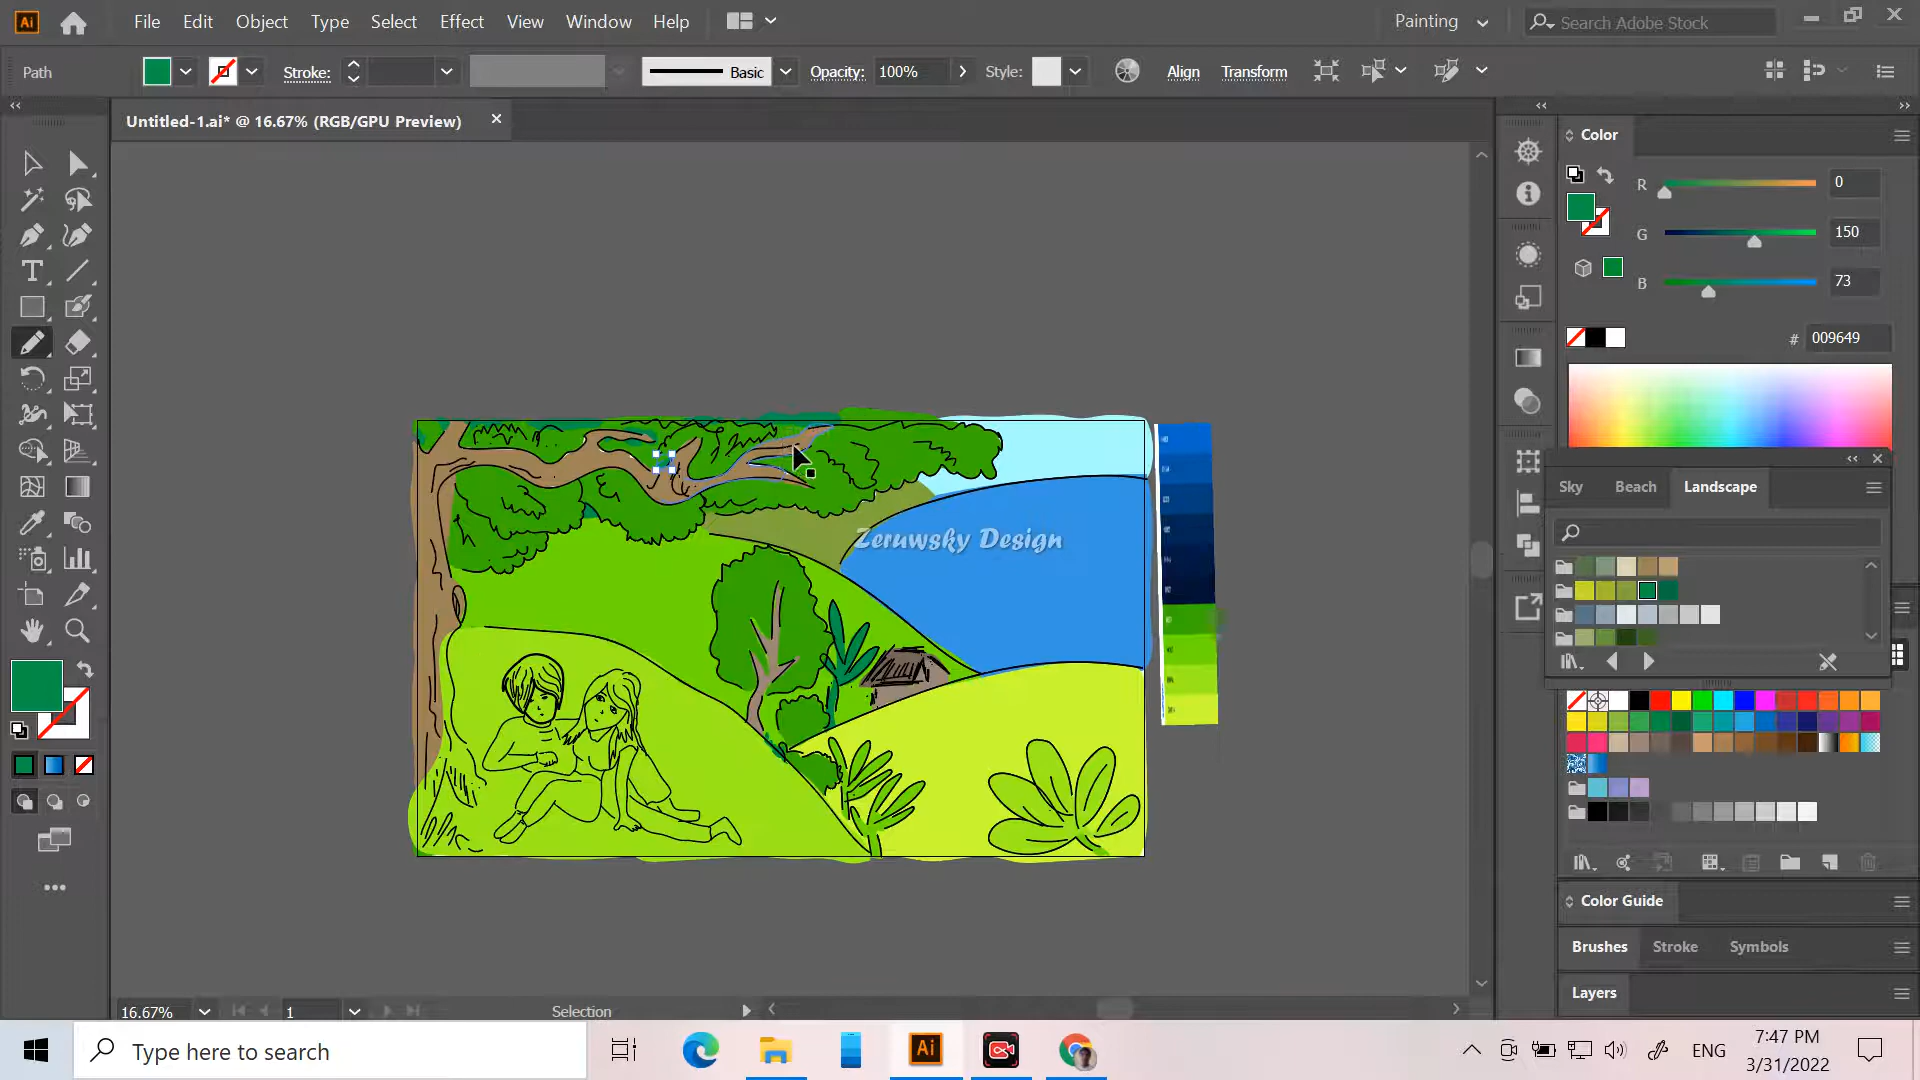 Ai File Edit Object Type Select Effect View Window Help Painting Search Adobe Stock
Path Stroke: Basic Opacity: 100% Style: Align Transform
Untitled-1.ai* @ 16.67% (RGB/GPU Preview)
Color
R 0
G 150
B 73
# 009649
Sky Beach Landscape
Zeruwsky Design
Color Guide
Brushes Stroke Symbols
Layers
16.67% 1 Selection
Type here to search Ai ENG 7:47 PM
3/31/2022